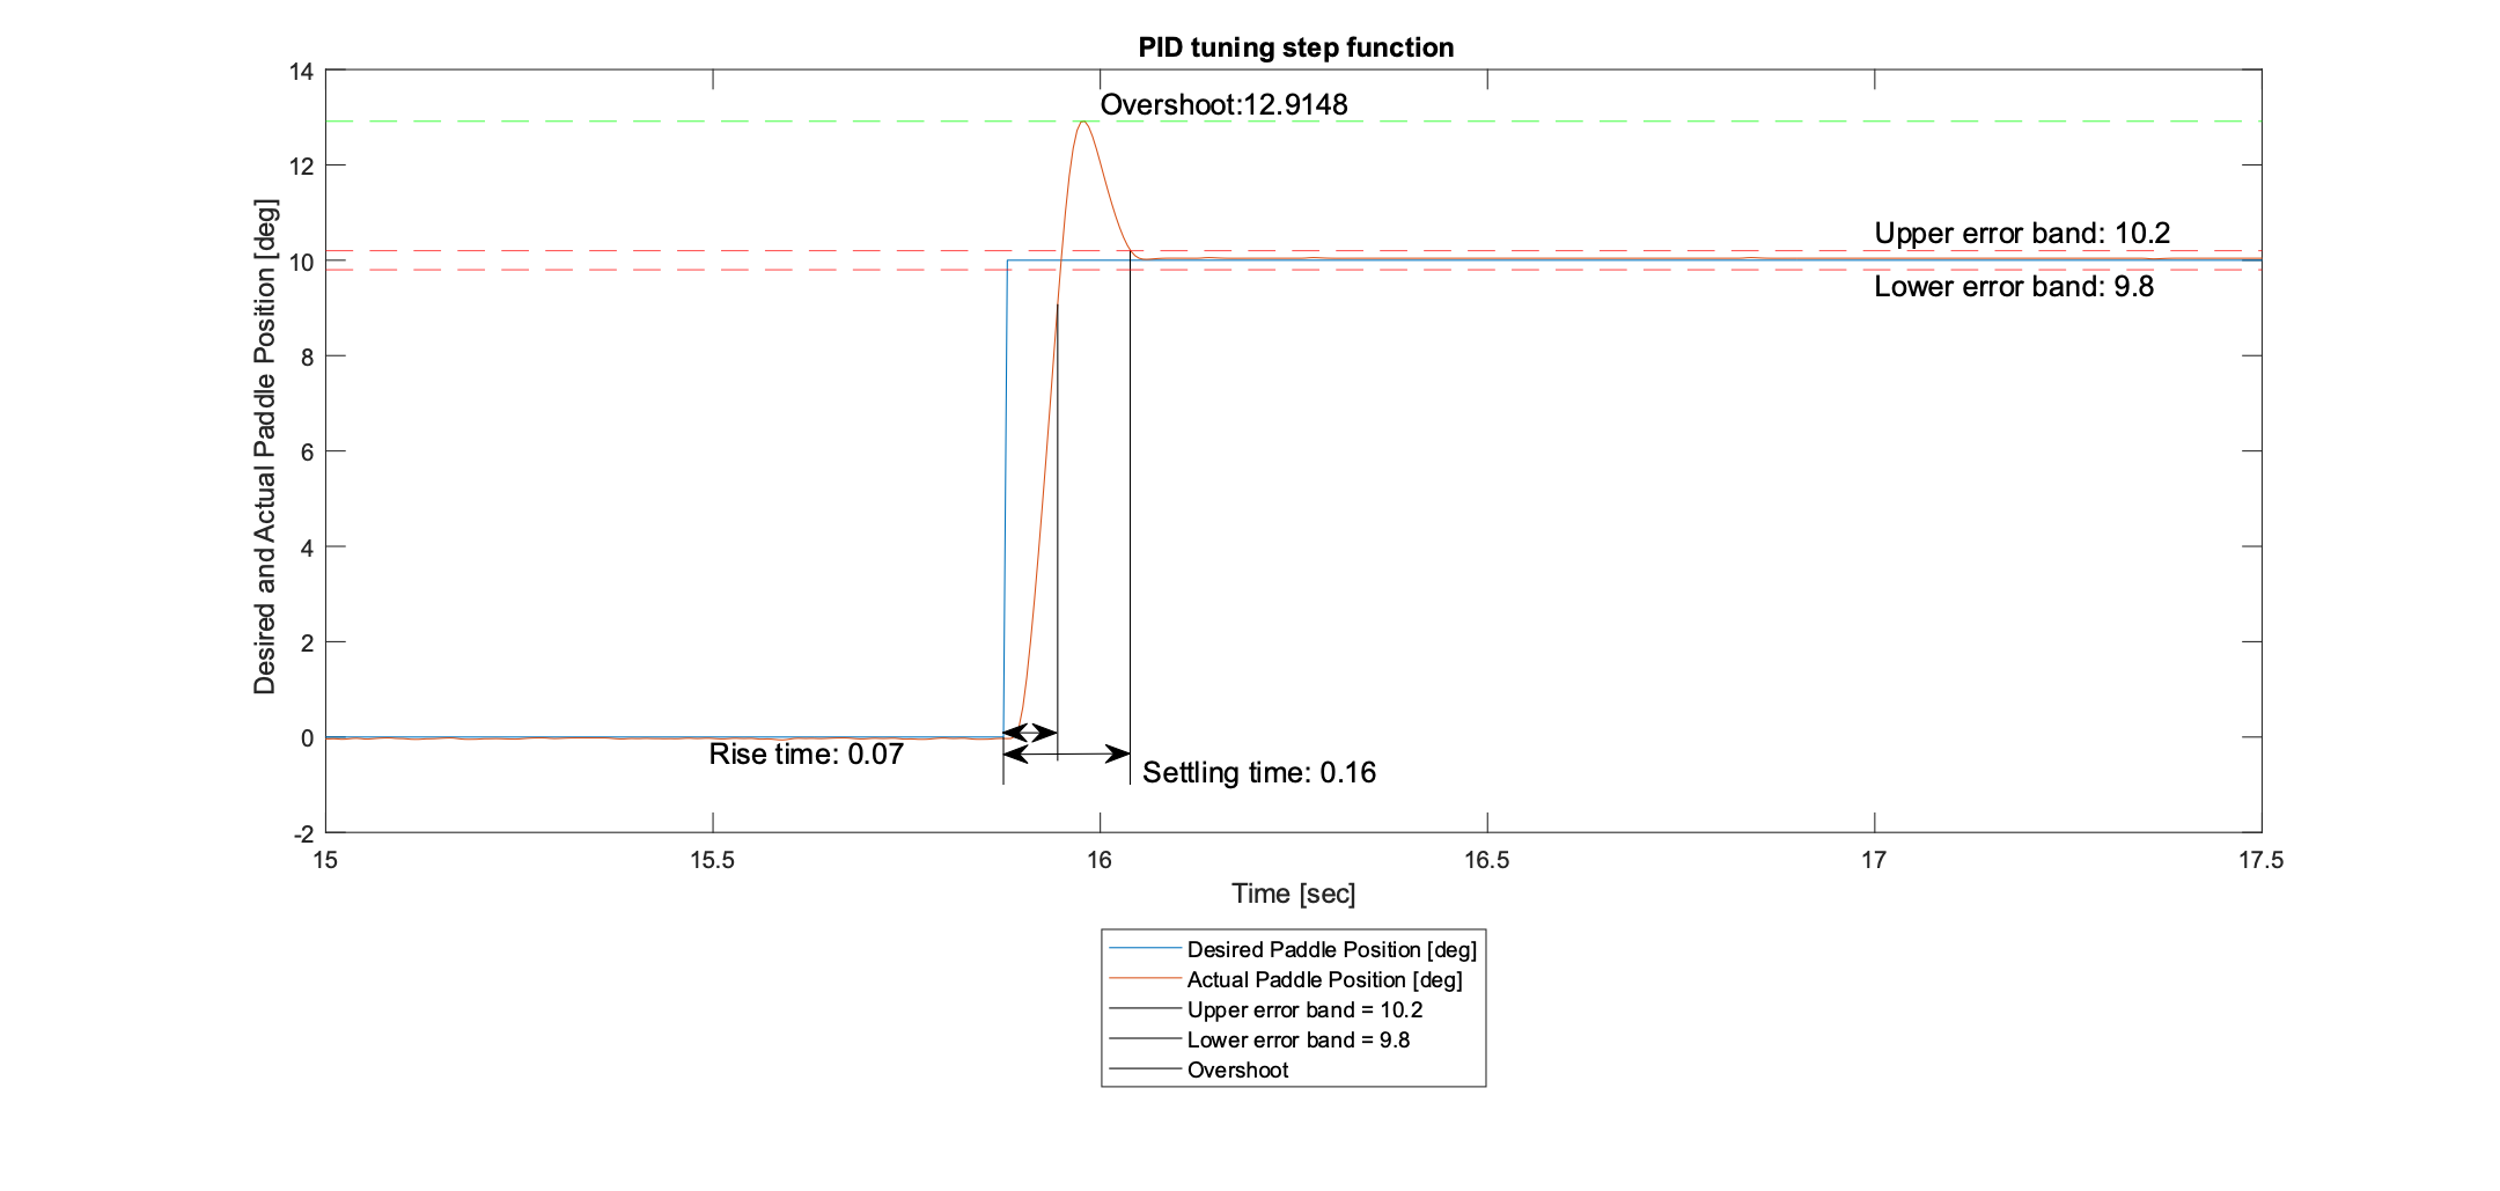 PID tuning step function
14
Overshoot:12.9148
12
Upper error band: 10.2
10
Lower error band: 9.8
8
6
4
2
0
Rise time: 0.07
Settling time: 0.16
-2
Desired and Actual Paddle Position [deg]
15 15.5 16 16.5 17 17.5
Time [sec]
Desired Paddle Position [deg]
Actual Paddle Position [deg]
Upper error band = 10.2
Lower error band = 9.8
Overshoot